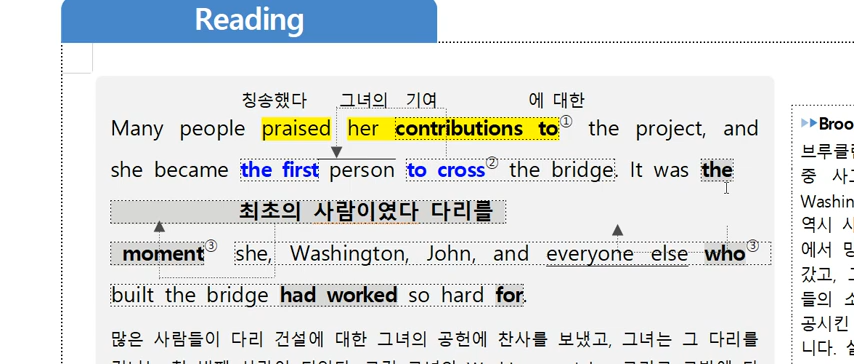 Reading
칭송했다 그녀의 기여 에 대한
Many people praised her contributions to① the project, and
she became the first person to cross② the bridge. It was the
최초의 사람이였다 다리를
moment③ she, Washington, John, and everyone else who③
built the bridge had worked so hard for.
많은 사람들이 다리 건설에 대한 그녀의 공헌에 찬사를 보냈고, 그녀는 그 다리를
Broo
브루클린
중 사고
Washin
역시 사
에서 망
갔고, 그
들의 소
공시킨
니다. 실